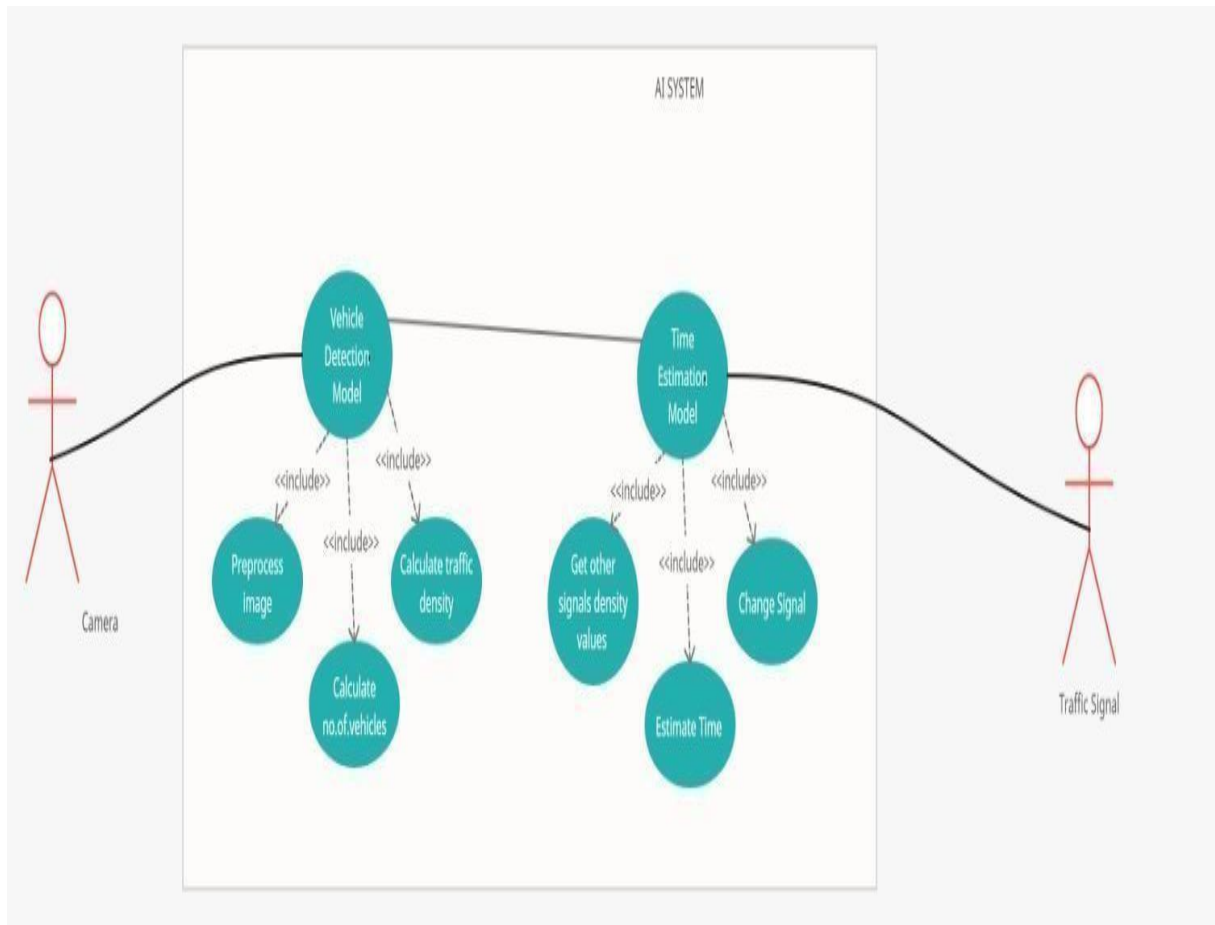 AI SYSTEM
Vehicle
Detection
Model
Time
Estimation
Model
<<include>>
<<include>>
<<include>>
<<include>>
<<include>>
<<include>>
Preprocess
image
Calculate traffic
density
Calculate
no.of.vehicles
Get other
signals density
values
Change Signal
Estimate Time
Camera
Traffic Signal